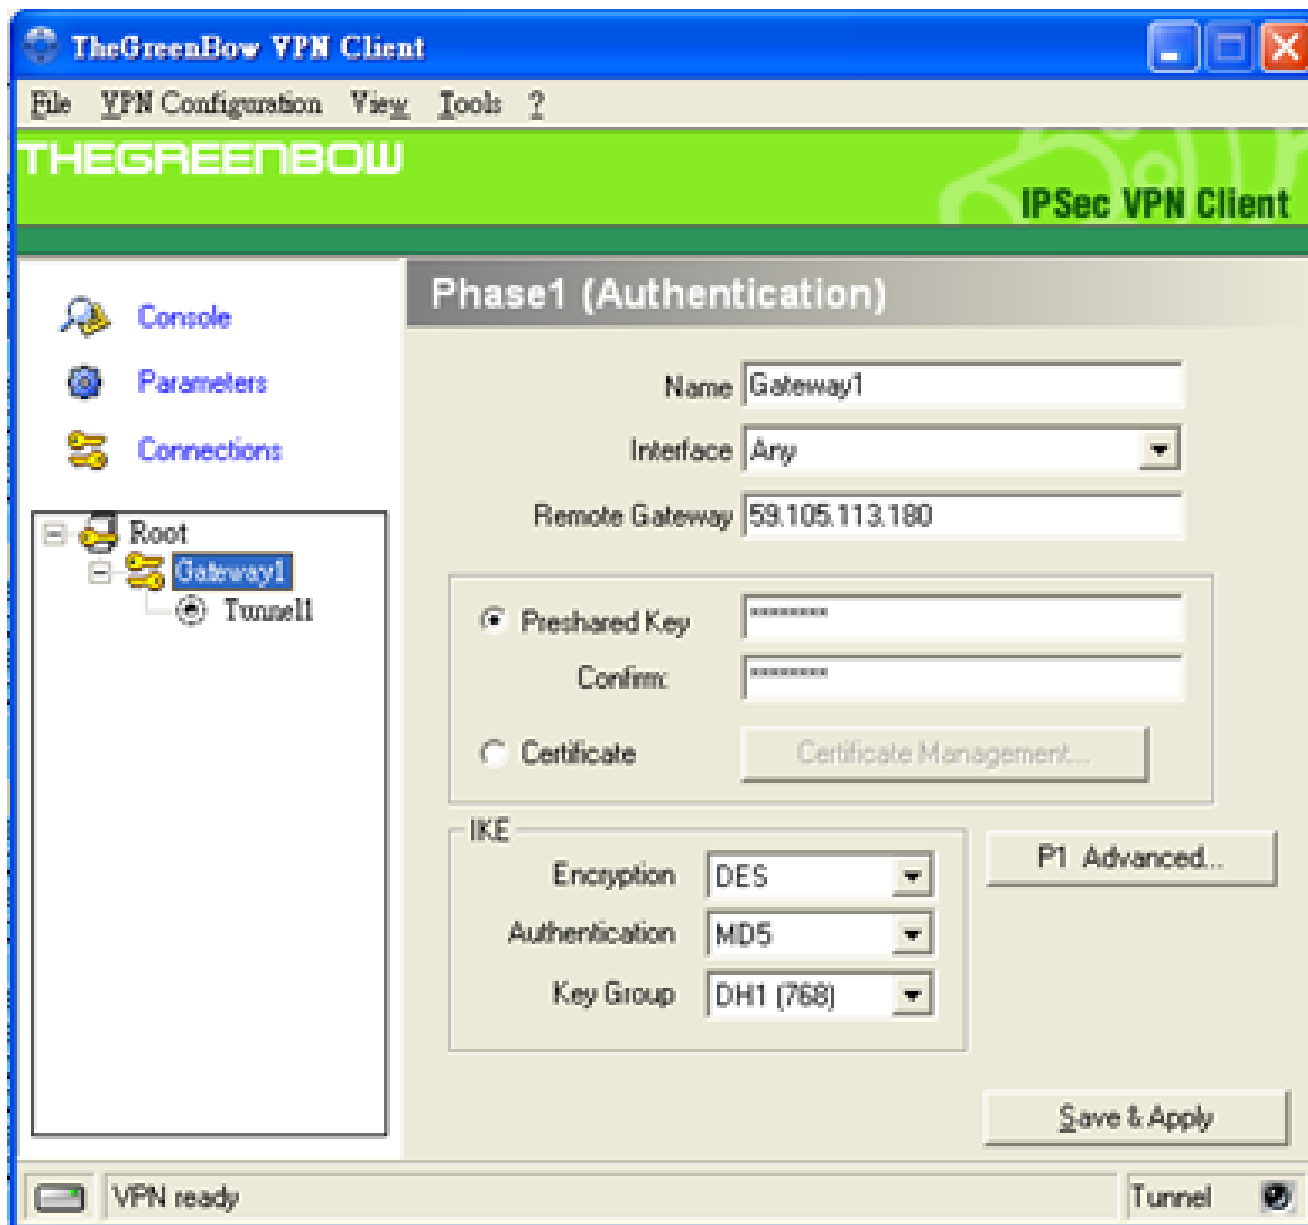 TheGreenBow VPN Client
File VPN Configuration View Tools ?
THEGREENBOW
IPSec VPN Client
Console
Parameters
Connections
Root
Gateway1
Tunnel1
Phase1 (Authentication)
Name Gateway1
Interface Any
Remote Gateway 59.105.113.180
Preshared Key ********
Confirm: ********
Certificate Certificate Management...
IKE
Encryption DES
Authentication MD5
Key Group DH1 (768)
P1 Advanced...
Save & Apply
VPN ready Tunnel